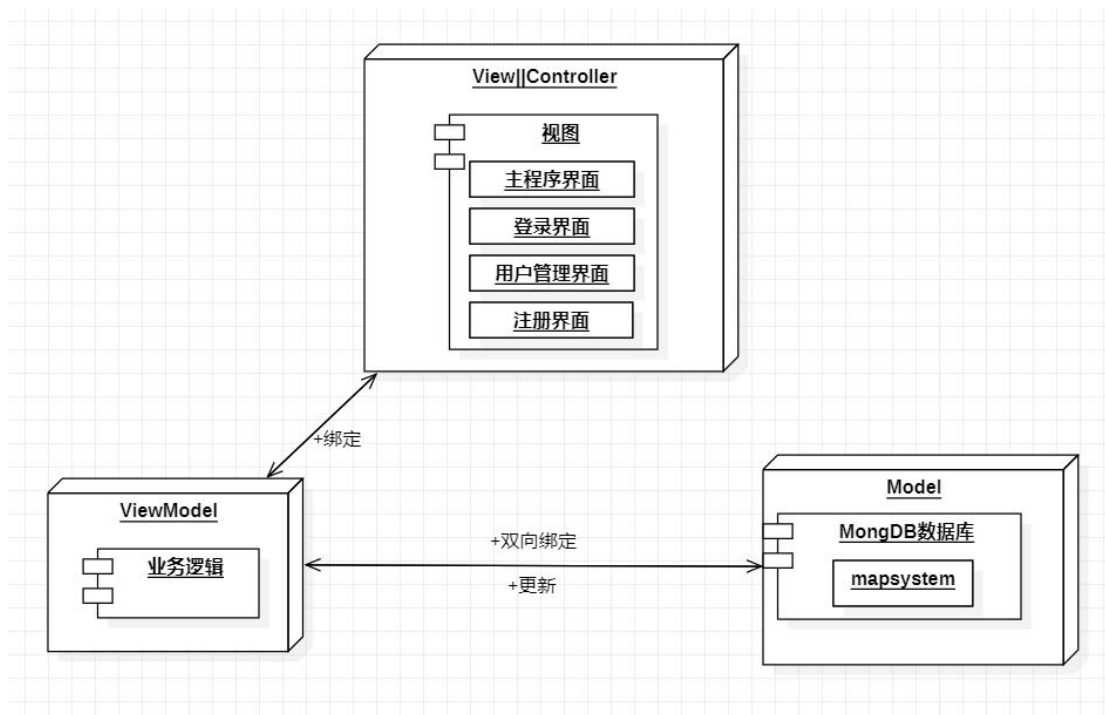 View||Controller
视图
主程序界面
登录界面
用户管理界面
注册界面
+绑定
ViewModel
业务逻辑
+双向绑定
+更新
Model
MongDB数据库
mapsystem